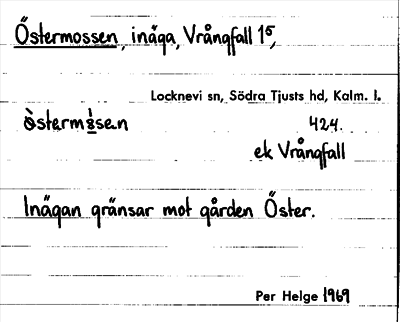 Östermossen, inäga, Vrångfall 1⁵,
Locknevi sn, Södra Tjusts hd, Kalm. l.
424.
ek Vrångfall
Inägan gränsar mot gården Öster.
Per Helge 1969